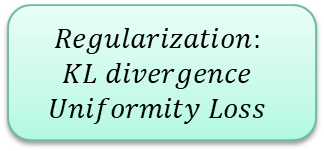 Regularization:
KL divergence
Uniformity Loss